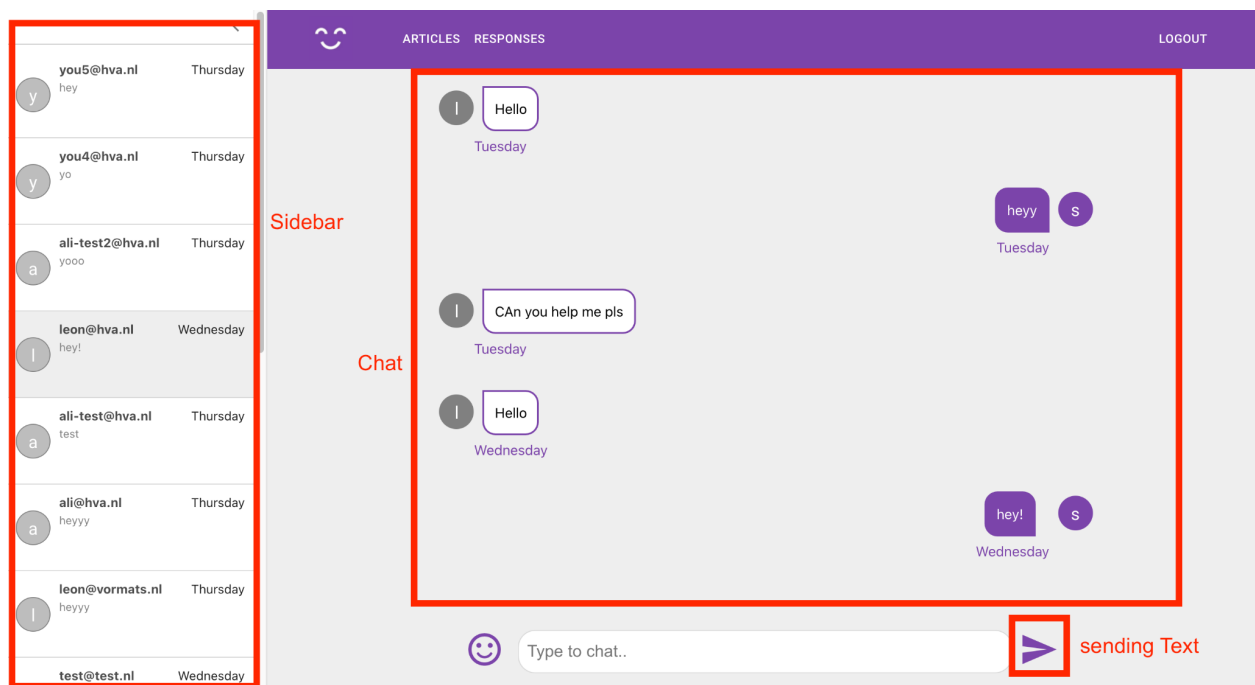 ARTICLES RESPONSES LOGOUT
you5@hva.nl Thursday
hey
y
you4@hva.nl Thursday
yo
y
ali-test2@hva.nl Thursday
yooo
a
leon@hva.nl Wednesday
hey!
l
ali-test@hva.nl Thursday
test
a
ali@hva.nl Thursday
heyyy
a
leon@vormats.nl Thursday
heyyy
l
test@test.nl Wednesday
Sidebar
Chat
l Hello
Tuesday
heyy s
Tuesday
l CAn you help me pls
Tuesday
l Hello
Wednesday
hey! s
Wednesday
Type to chat..
sending Text